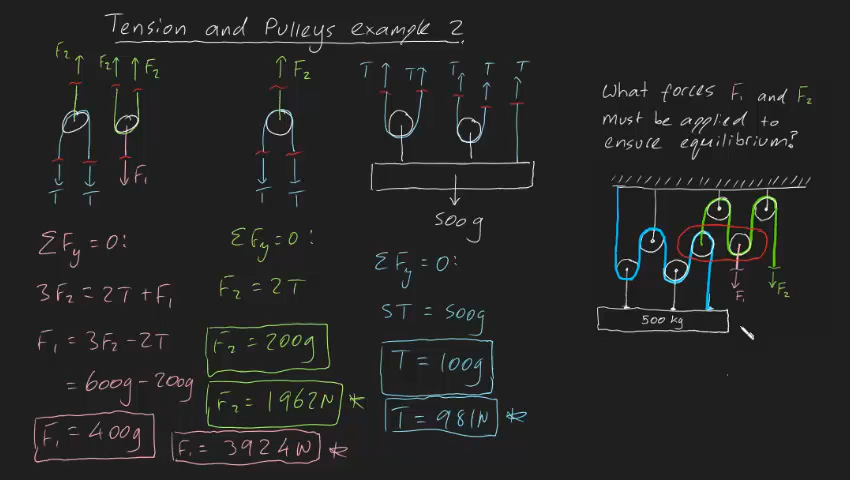 Tension and Pulleys example 2
F₂
F₂ F₂
F₂
T T T T T
What forces F₁ and F₂
must be applied to
ensure equilibrium?
T T
F₁
T T
500g
ΣFy = 0:
3F₂ = 2T + F₁
F₁ = 3F₂ - 2T
= 600g - 200g
F₁ = 400g
F₁ = 3924N *
ΣFy = 0:
F₂ = 2T
F₂ = 200g
F₂ = 1962N *
ΣFy = 0:
5T = 500g
T = 100g
T = 981N *
F₁
F₂
500 kg